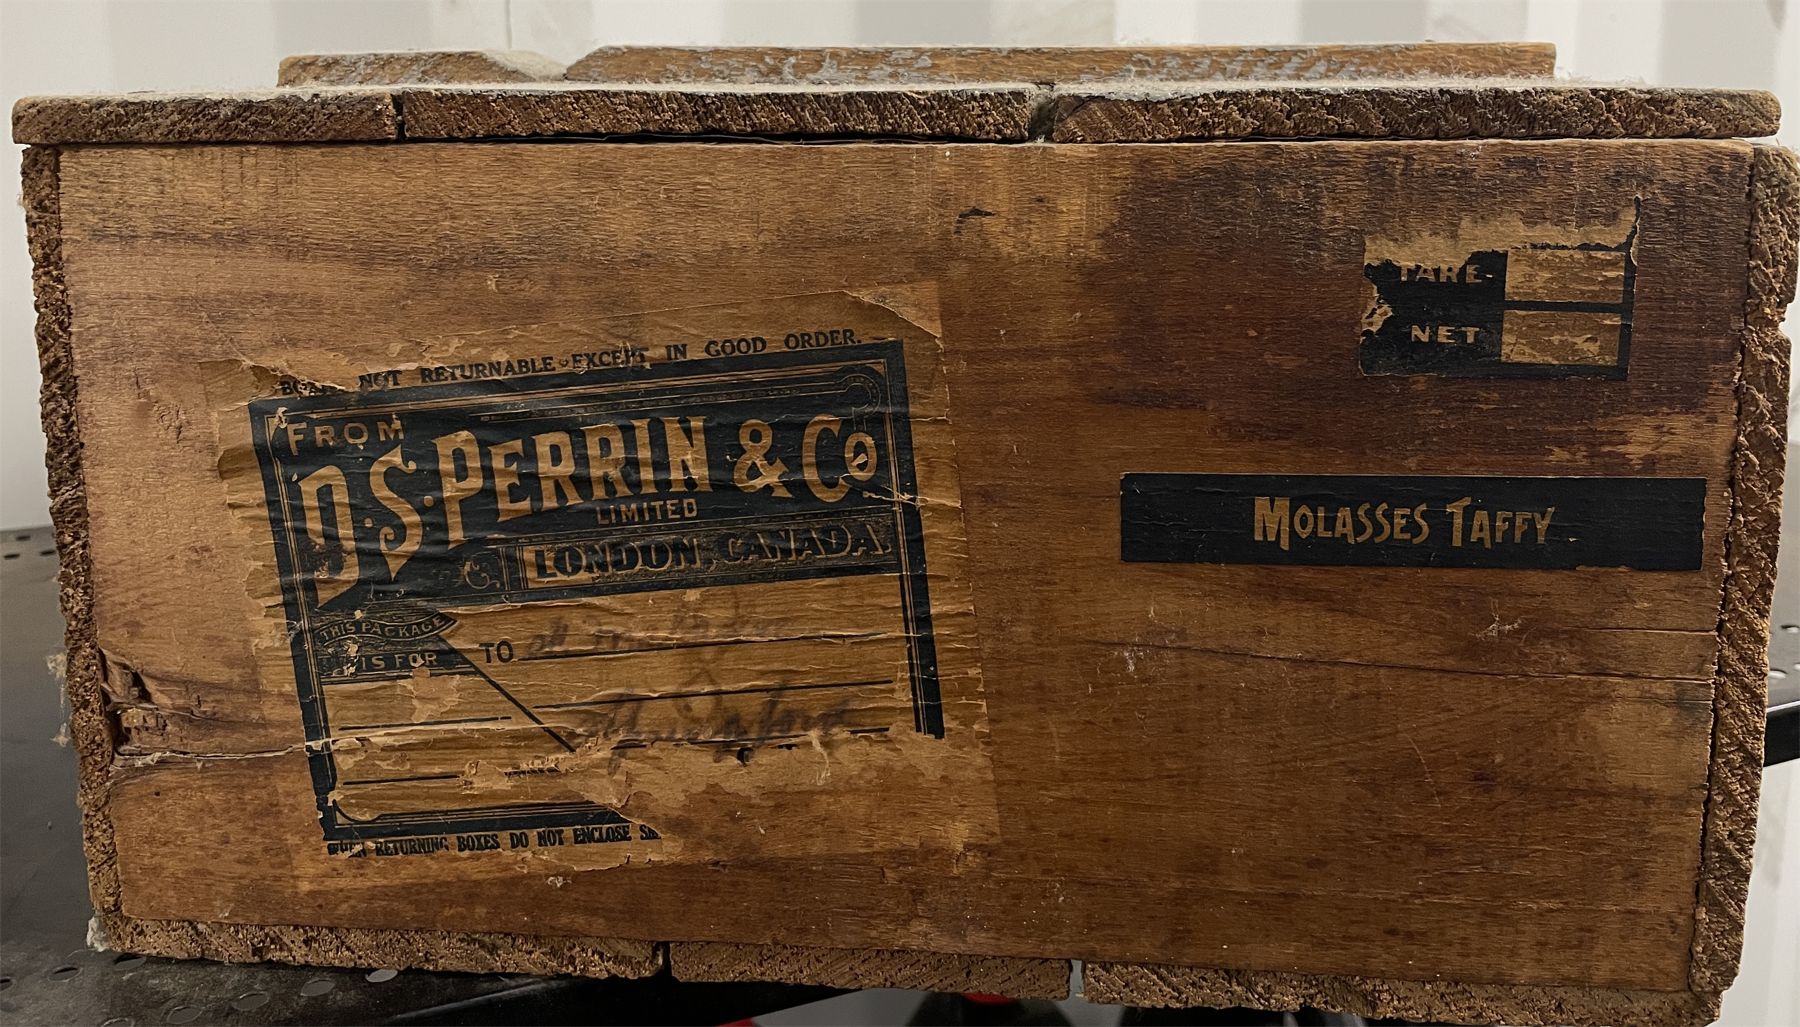 NOT RETURNABLE EXCEPT IN GOOD ORDER.
FROM
D.S. PERRIN & Co
LIMITED
LONDON, CANADA.
THIS PACKAGE
IS FOR
TO
RETURNING BOXES DO NOT ENCLOSE
TARE
NET
MOLASSES TAFFY